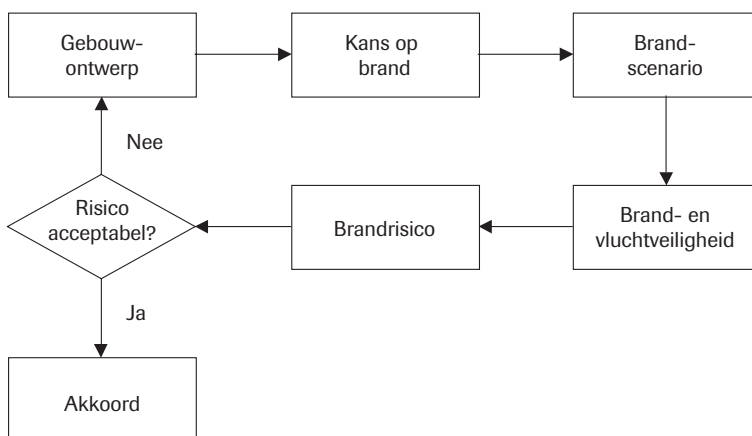 Gebouw-
ontwerp
Kans op
brand
Brand-
scenario
Nee
Risico
acceptabel?
Brandrisico
Brand- en
vluchtveiligheid
Ja
Akkoord